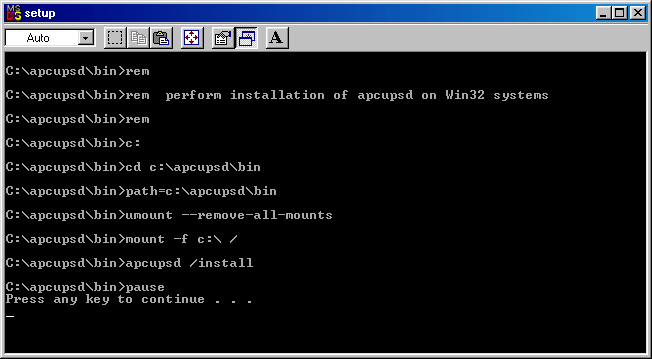 setup
Auto
A
C:\apcupsd\bin>rem
C:\apcupsd\bin>rem  perform installation of apcupsd on Win32 systems
C:\apcupsd\bin>rem
C:\apcupsd\bin>c:
C:\apcupsd\bin>cd c:\apcupsd\bin
C:\apcupsd\bin>path=c:\apcupsd\bin
C:\apcupsd\bin>umount --remove-all-mounts
C:\apcupsd\bin>mount -f c:\ /
C:\apcupsd\bin>apcupsd /install
C:\apcupsd\bin>pause
Press any key to continue . . .
_